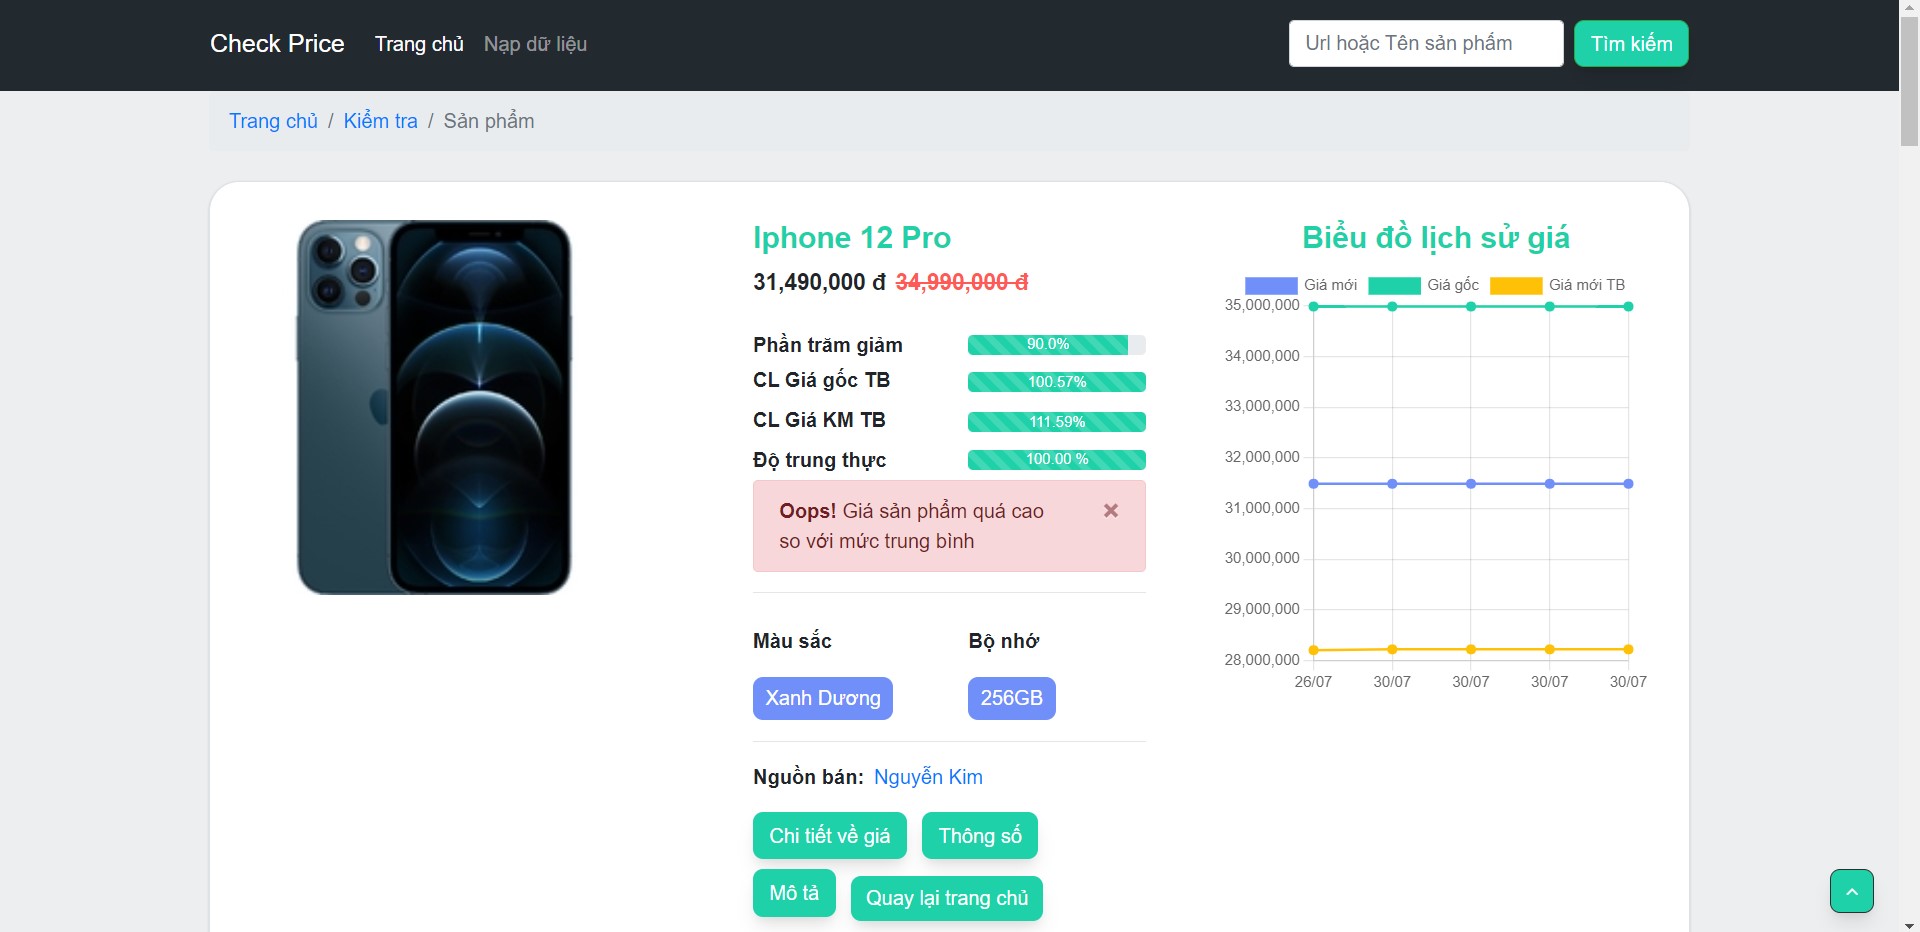 Check Price Trang chủ Nạp dữ liệu Url hoặc Tên sản phẩm Tìm kiếm
Trang chủ / Kiểm tra / Sản phẩm
Iphone 12 Pro
31,490,000 đ 34,990,000 đ
Phần trăm giảm 90.0%
CL Giá gốc TB 100.57%
CL Giá KM TB 111.59%
Độ trung thực 100.00 %
Oops! Giá sản phẩm quá cao ×
so với mức trung bình
Màu sắc Bộ nhớ
Xanh Dương 256GB
Nguồn bán: Nguyễn Kim
Chi tiết về giá Thông số
Mô tả Quay lại trang chủ
Biểu đồ lịch sử giá
Giá mới Giá gốc Giá mới TB
35,000,000
34,000,000
33,000,000
32,000,000
31,000,000
30,000,000
29,000,000
28,000,000
26/07 30/07 30/07 30/07 30/07